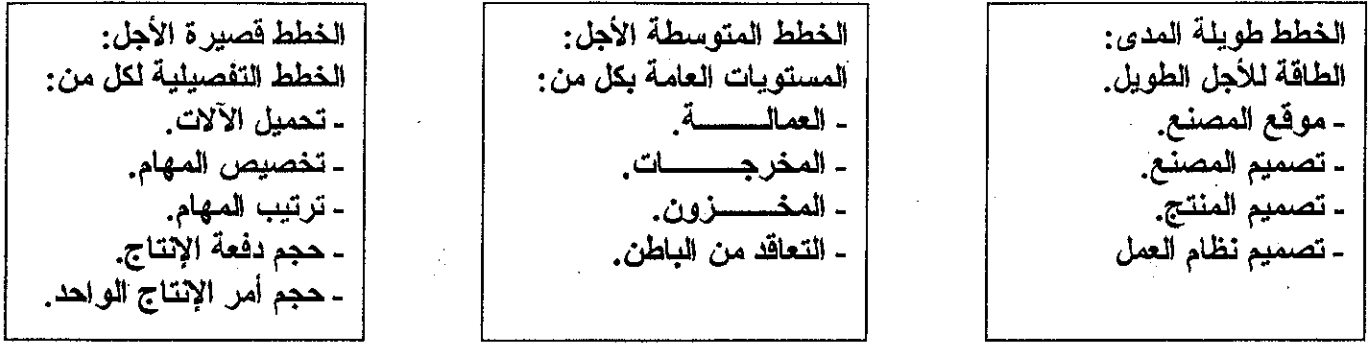 الخطط طويلة المدى:
الطاقة للأجل الطويل.
- موقع المصنع.
- تصميم المصنع.
- تصميم المنتج.
- تصميم نظام العمل
الخطط المتوسطة الأجل:
المستويات العامة بكل من:
- العمالـــــــة.
- المخرجـــــــات.
- المخـــــزون.
- التعاقد من الباطن.
الخطط قصيرة الأجل:
الخطط التفصيلية لكل من:
- تحميل الآلات.
- تخصيص المهام.
- ترتيب المهام.
- حجم دفعة الإنتاج.
- حجم أمر الإنتاج الواحد.